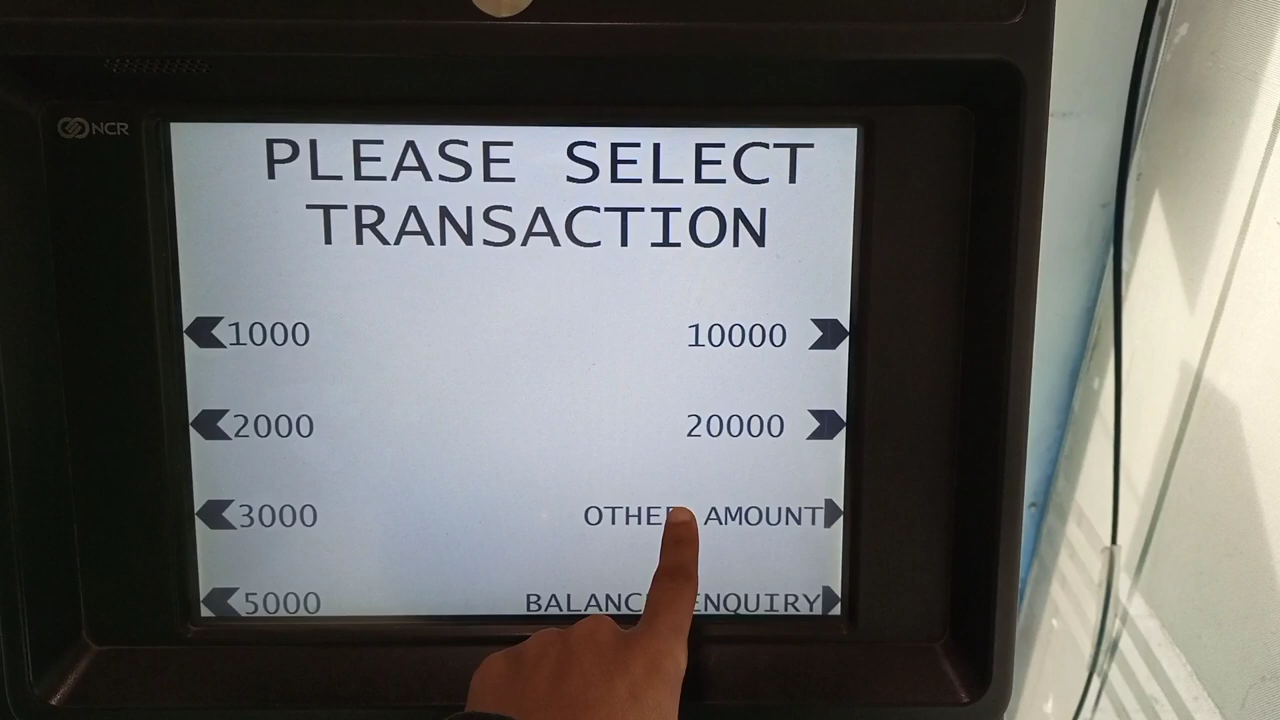 NCR
PLEASE SELECT
TRANSACTION
1000
10000
2000
20000
3000
OTHER AMOUNT
5000
BALANCE ENQUIRY